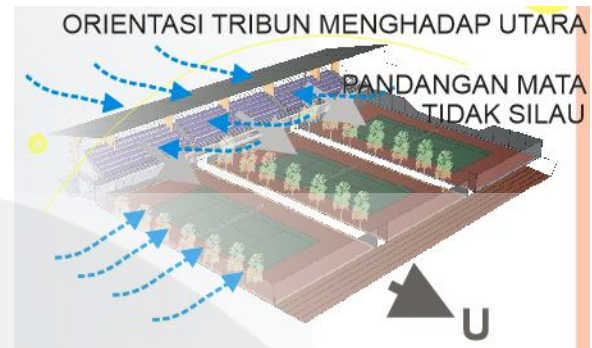 ORIENTASI TRIBUN MENGHADAP UTARA
PANDANGAN MATA
TIDAK SILAU
U